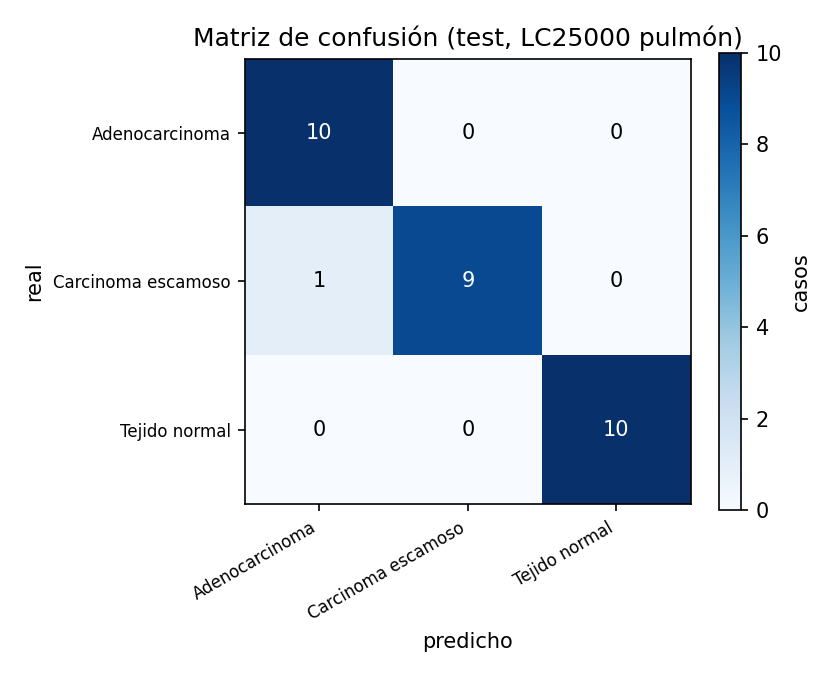 Matriz de confusión (test, LC25000 pulmón)
Adenocarcinoma
10
0
0
Carcinoma escamoso
1
9
0
Tejido normal
0
0
10
real
Adenocarcinoma
Carcinoma escamoso
Tejido normal
predicho
10
8
6
4
2
0
casos